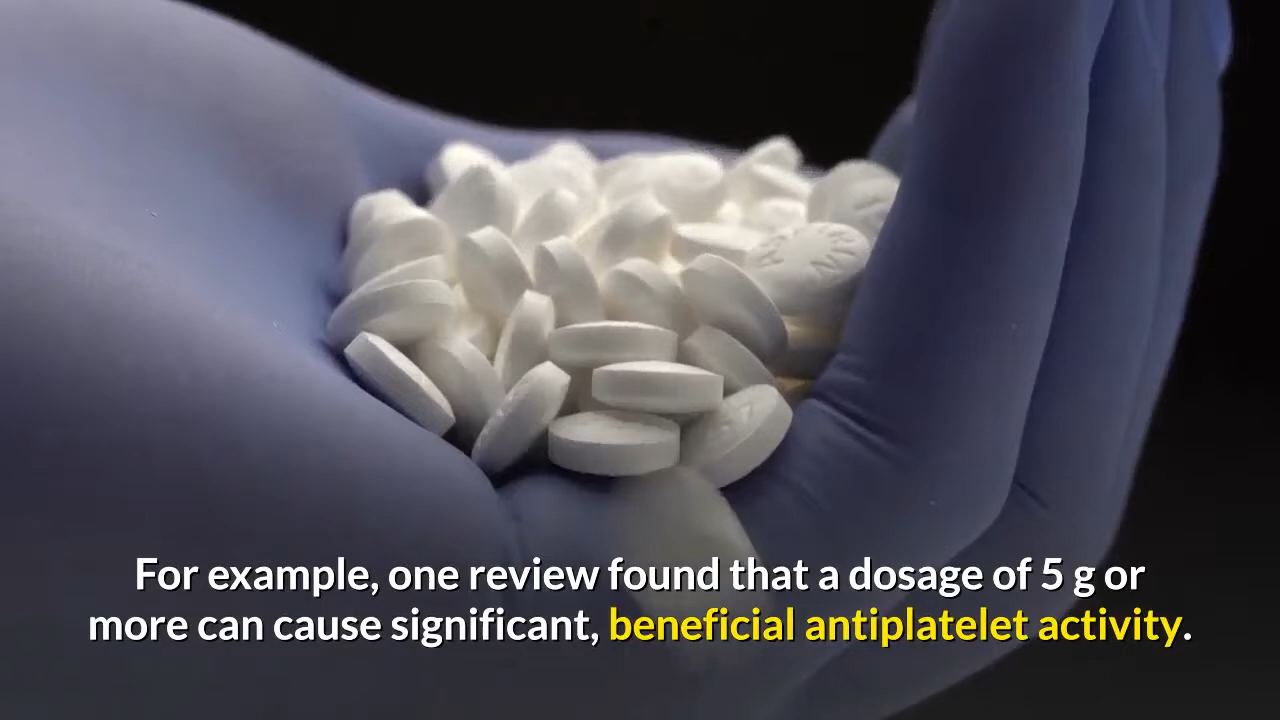 For example, one review found that a dosage of 5 g or
more can cause significant, beneficial antiplatelet activity.